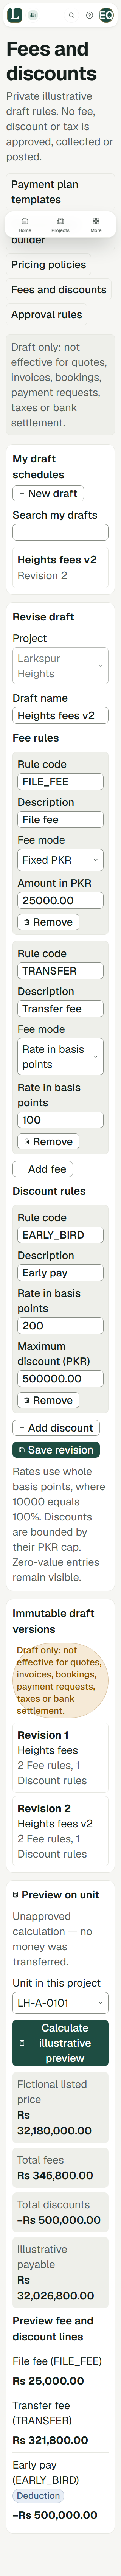 L
EQ
Fees and
discounts
Private illustrative
draft rules. No fee,
discount or tax is
approved, collected or
posted.
Payment plan
templates
Home
Projects
More
builder
Pricing policies
Fees and discounts
Approval rules
Draft only: not
effective for quotes,
invoices, bookings,
payment requests,
taxes or bank
settlement.
My draft
schedules
+ New draft
Search my drafts
Heights fees v2
Revision 2
Revise draft
Project
Larkspur
Heights
Draft name
Heights fees v2
Fee rules
Rule code
FILE_FEE
Description
File fee
Fee mode
Fixed PKR
Amount in PKR
25000.00
Remove
Rule code
TRANSFER
Description
Transfer fee
Fee mode
Rate in basis
points
Rate in basis
points
100
Remove
+ Add fee
Discount rules
Rule code
EARLY_BIRD
Description
Early pay
Rate in basis
points
200
Maximum
discount (PKR)
500000.00
Remove
+ Add discount
Save revision
Rates use whole
basis points, where
10000 equals
100%. Discounts
are bounded by
their PKR cap.
Zero-value entries
remain visible.
Immutable draft
versions
Draft only: not
effective for quotes,
invoices, bookings,
payment requests,
taxes or bank
settlement.
Revision 1
Heights fees
2 Fee rules, 1
Discount rules
Revision 2
Heights fees v2
2 Fee rules, 1
Discount rules
Preview on unit
Unapproved
calculation — no
money was
transferred.
Unit in this project
LH-A-0101
Calculate
illustrative
preview
Fictional listed
price
Rs
32,180,000.00
Total fees
Rs 346,800.00
Total discounts
−Rs 500,000.00
Illustrative
payable
Rs
32,026,800.00
Preview fee and
discount lines
File fee (FILE_FEE)
Rs 25,000.00
Transfer fee
(TRANSFER)
Rs 321,800.00
Early pay
(EARLY_BIRD)
Deduction
−Rs 500,000.00